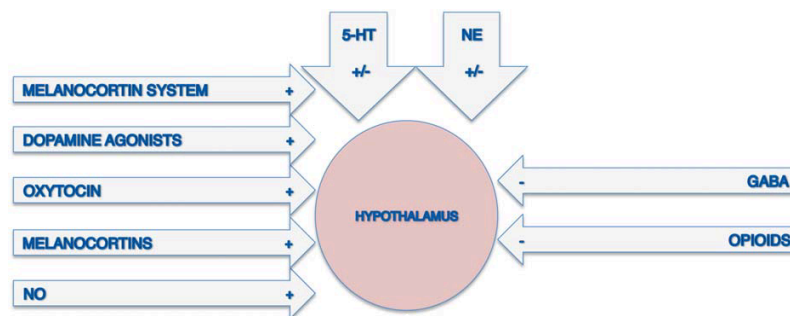 5-HT
+/-
NE
+/-
MELANOCORTIN SYSTEM +
DOPAMINE AGONISTS +
OXYTOCIN +
MELANOCORTINS +
NO +
HYPOTHALAMUS
- GABA
- OPIOIDS